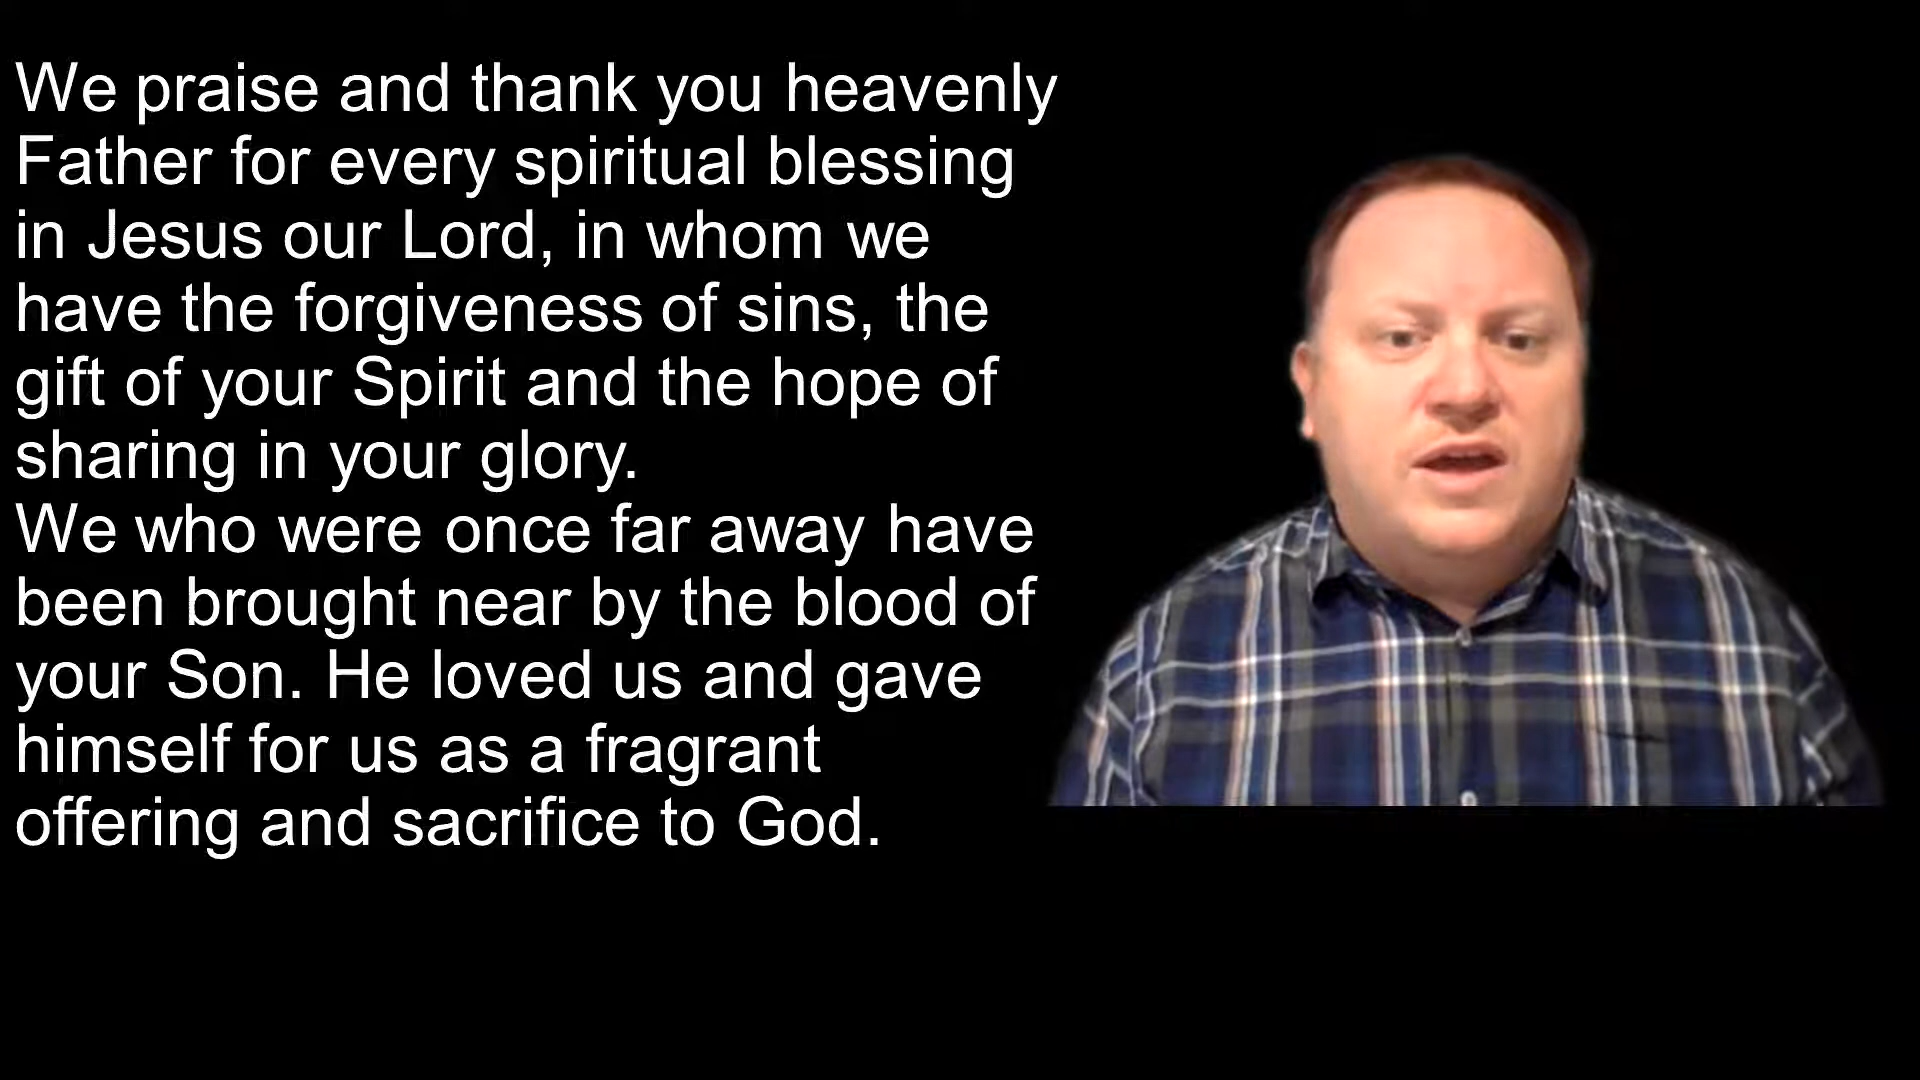 We praise and thank you heavenly
Father for every spiritual blessing
in Jesus our Lord, in whom we
have the forgiveness of sins, the
gift of your Spirit and the hope of
sharing in your glory.
We who were once far away have
been brought near by the blood of
your Son. He loved us and gave
himself for us as a fragrant
offering and sacrifice to God.